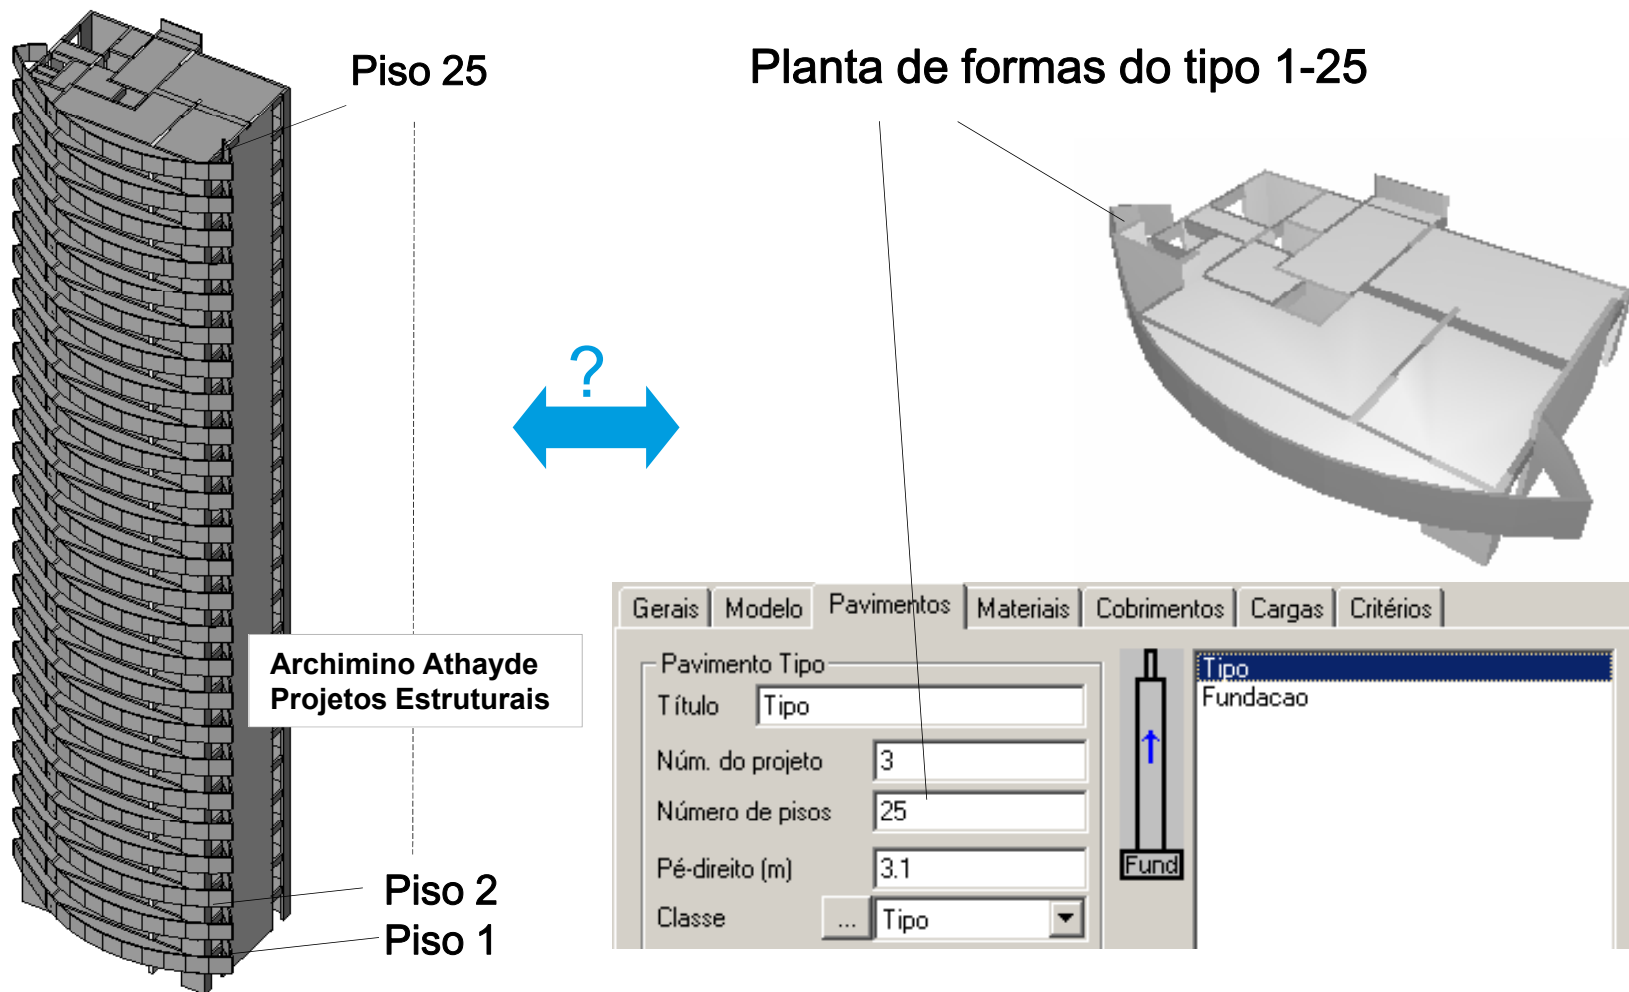 Piso 25
Planta de formas do tipo 1-25
?
Archimino Athayde
Projetos Estruturais
Piso 2
Piso 1
Gerais
Modelo
Pavimentos
Materiais
Cobrimentos
Cargas
Critérios
Pavimento Tipo
Título
Tipo
Núm. do projeto
3
Número de pisos
25
Pé-direito (m)
3.1
Classe
...
Tipo
Fund
Tipo
Fundacao